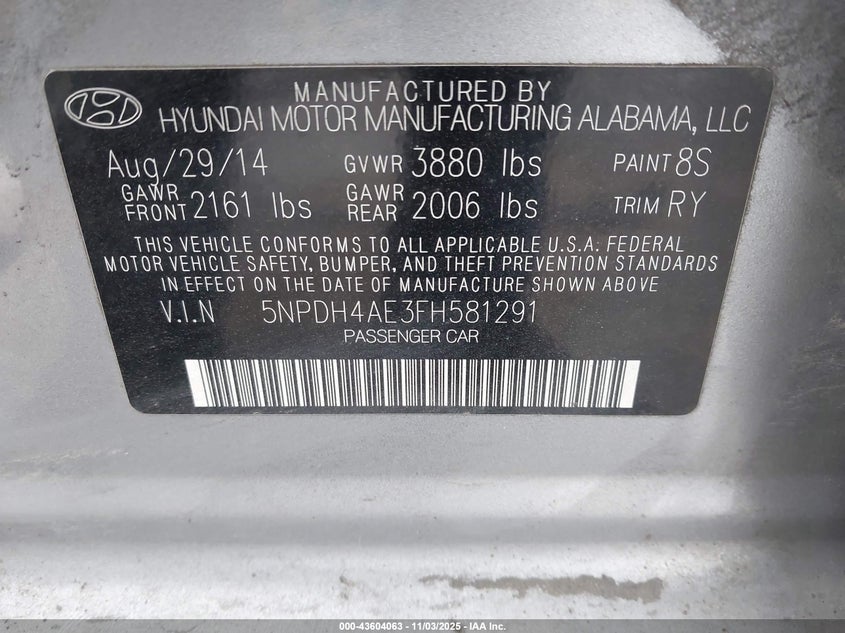 MANUFACTURED BY
HYUNDAI MOTOR MANUFACTURING ALABAMA, LLC
Aug/29/14 GVWR 3880 lbs PAINT 8S
GAWR FRONT 2161 lbs GAWR REAR 2006 lbs TRIM RY
THIS VEHICLE CONFORMS TO ALL APPLICABLE U.S.A. FEDERAL
MOTOR VEHICLE SAFETY, BUMPER, AND THEFT PREVENTION STANDARDS
IN EFFECT ON THE DATE OF MANUFACTURE SHOWN ABOVE
V.I.N 5NPDH4AE3FH581291
PASSENGER CAR
000-43604063 - 11/03/2025 - IAA Inc.